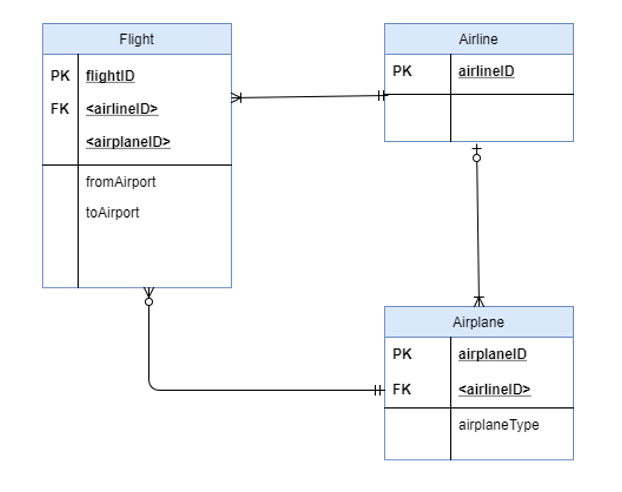 Flight
PK flightID
FK <airlineID>
<airplaneID>
fromAirport
toAirport
Airline
PK airlineID
Airplane
PK airplaneID
FK <airlineID>
airplaneType